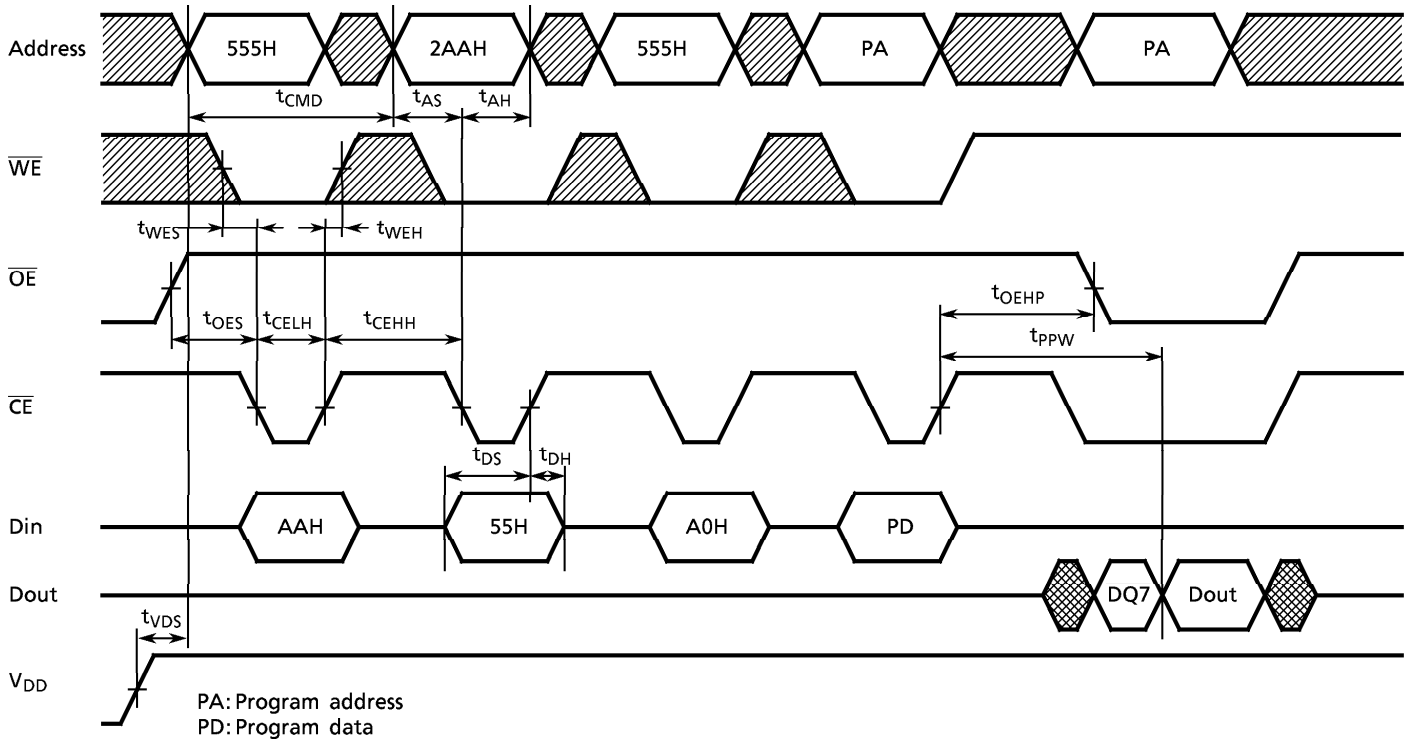 Address 555H 2AAH 555H PA PA
tCMD tAS tAH
WE
tWES tWEH
OE
tOES tCELH tCEHH tOEHP
tPPW
CE
tDS tDH
Din AAH 55H A0H PD
Dout DQ7 Dout
tVDS
VDD
PA: Program address
PD: Program data